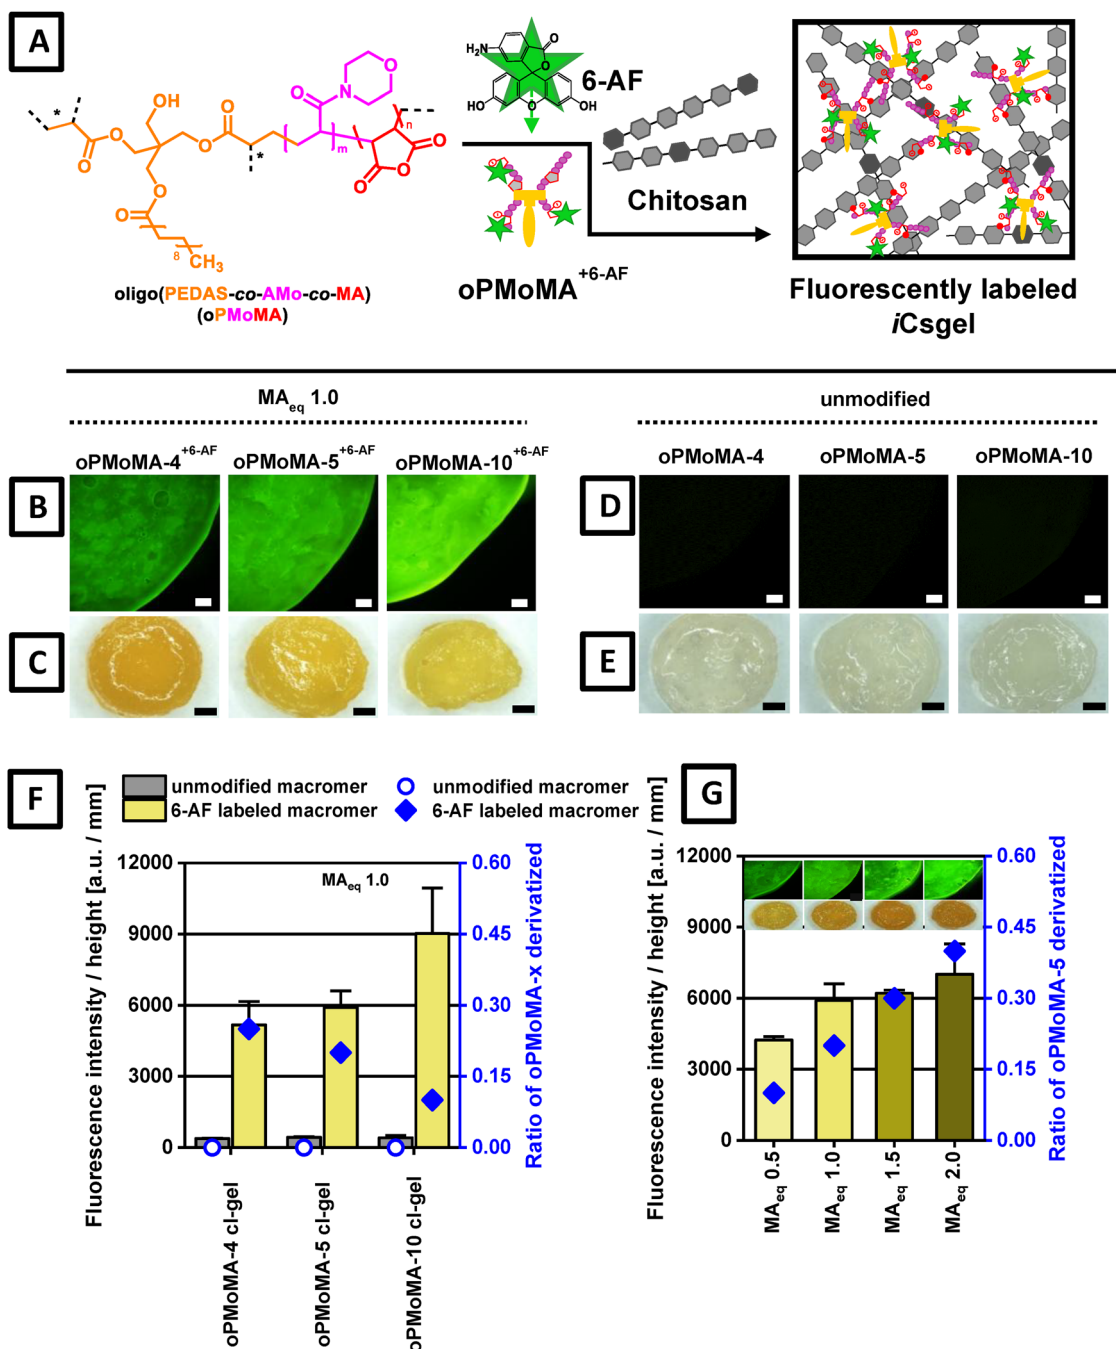 A
OH
O
O
O
O
O
O
N
O
*
*
m
n
O
O
O
8
CH3
oligo(PEDAS-co-AMo-co-MA)
(oPMoMA)
H2N
O
O
HO
O
OH
6-AF
oPMoMA+6-AF
Chitosan
Fluorescently labeled
iCsgel
MAeq 1.0
unmodified
oPMoMA-4+6-AF
oPMoMA-5+6-AF
oPMoMA-10+6-AF
oPMoMA-4
oPMoMA-5
oPMoMA-10
B
D
C
E
F
unmodified macromer
6-AF labeled macromer
unmodified macromer
6-AF labeled macromer
Fluorescence intensity / height [a.u. / mm]
12000
9000
6000
3000
0
MAeq 1.0
0.60
0.45
0.30
0.15
0.00
Ratio of oPMoMA-x derivatized
oPMoMA-4 cl-gel
oPMoMA-5 cl-gel
oPMoMA-10 cl-gel
G
Fluorescence intensity / height [a.u. / mm]
12000
9000
6000
3000
0
0.60
0.45
0.30
0.15
0.00
Ratio of oPMoMA-5 derivatized
MAeq 0.5
MAeq 1.0
MAeq 1.5
MAeq 2.0